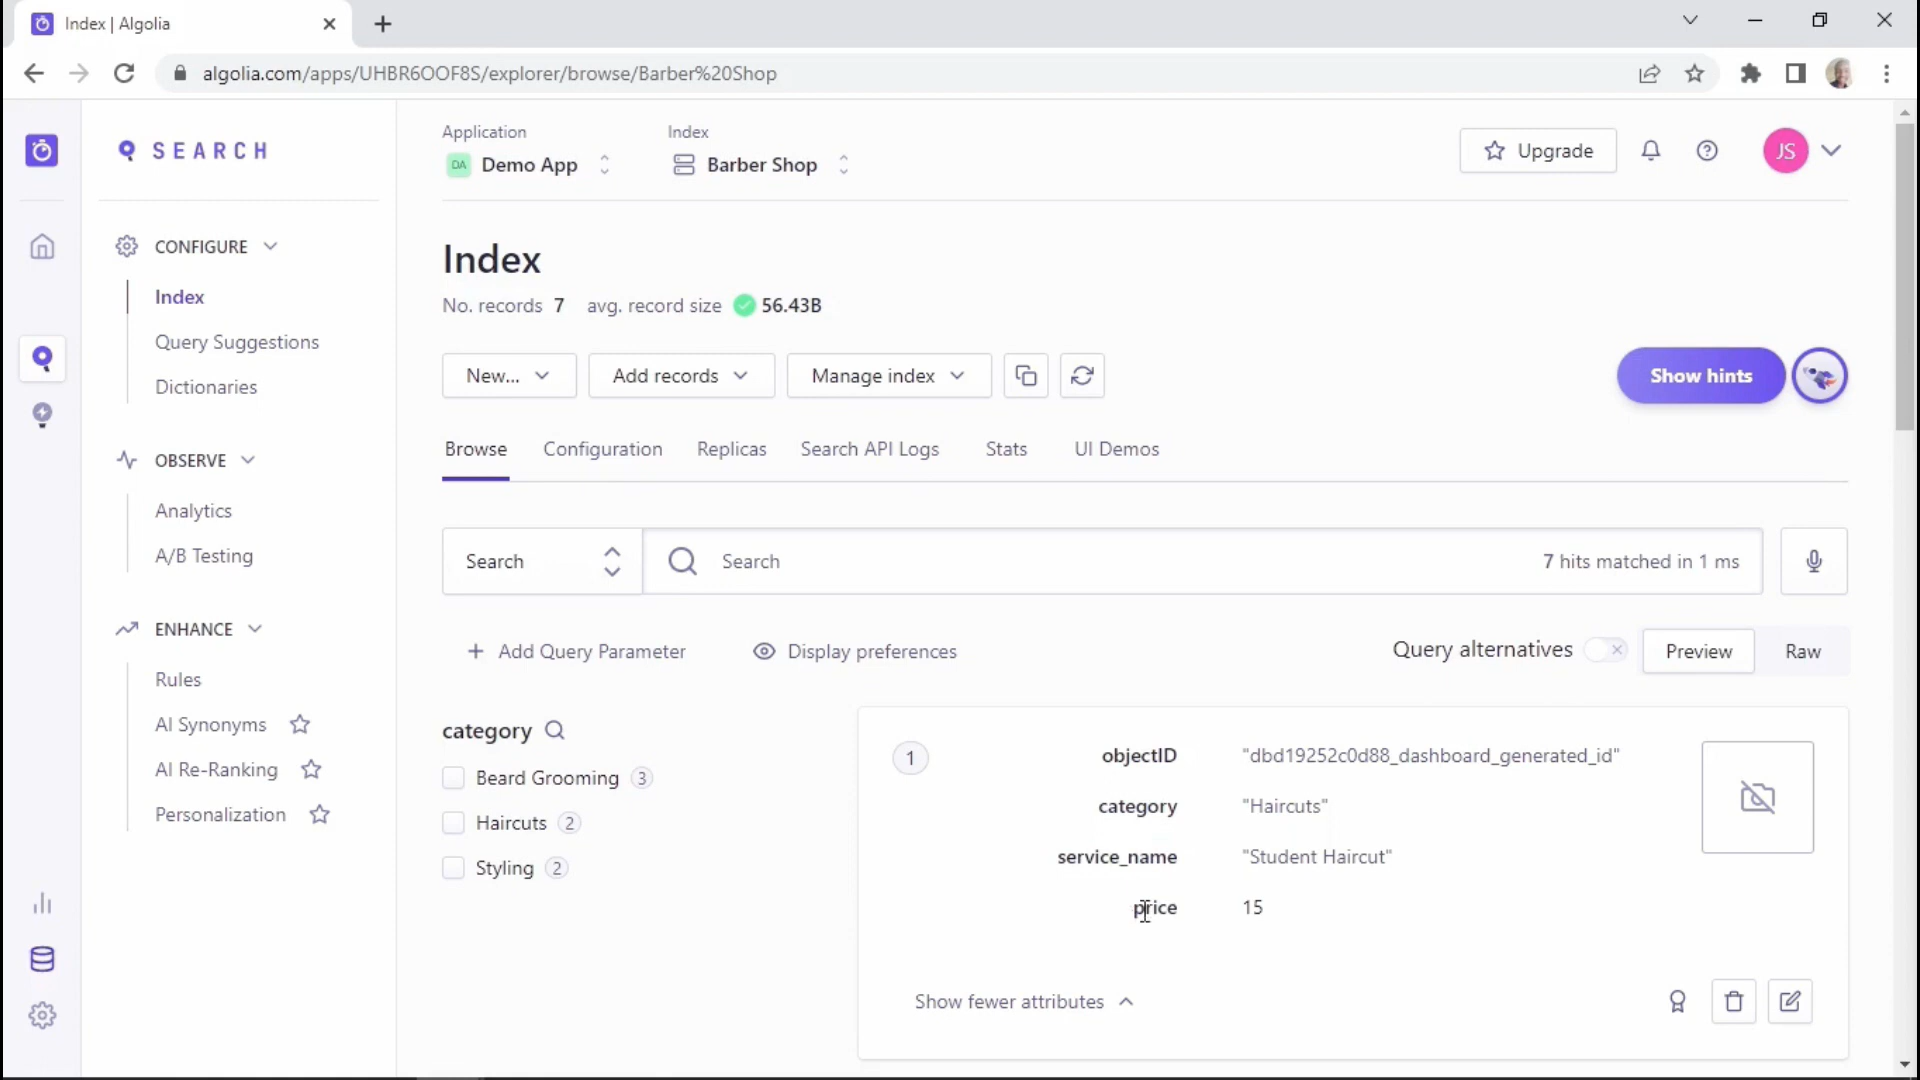 Index | Algolia
algolia.com/apps/UHBR6OOF8S/explorer/browse/Barber%20Shop
SEARCH
Application
DA Demo App
Index
Barber Shop
Upgrade
JS
CONFIGURE
Index
Query Suggestions
Dictionaries
OBSERVE
Analytics
A/B Testing
ENHANCE
Rules
AI Synonyms
AI Re-Ranking
Personalization
Index
No. records 7 avg. record size 56.43B
New... Add records Manage index
Show hints
Browse Configuration Replicas Search API Logs Stats UI Demos
Search Search 7 hits matched in 1 ms
Add Query Parameter Display preferences Query alternatives Preview Raw
category
Beard Grooming 3
Haircuts 2
Styling 2
1
objectID "dbd19252c0d88_dashboard_generated_id"
category "Haircuts"
service_name "Student Haircut"
price 15
Show fewer attributes